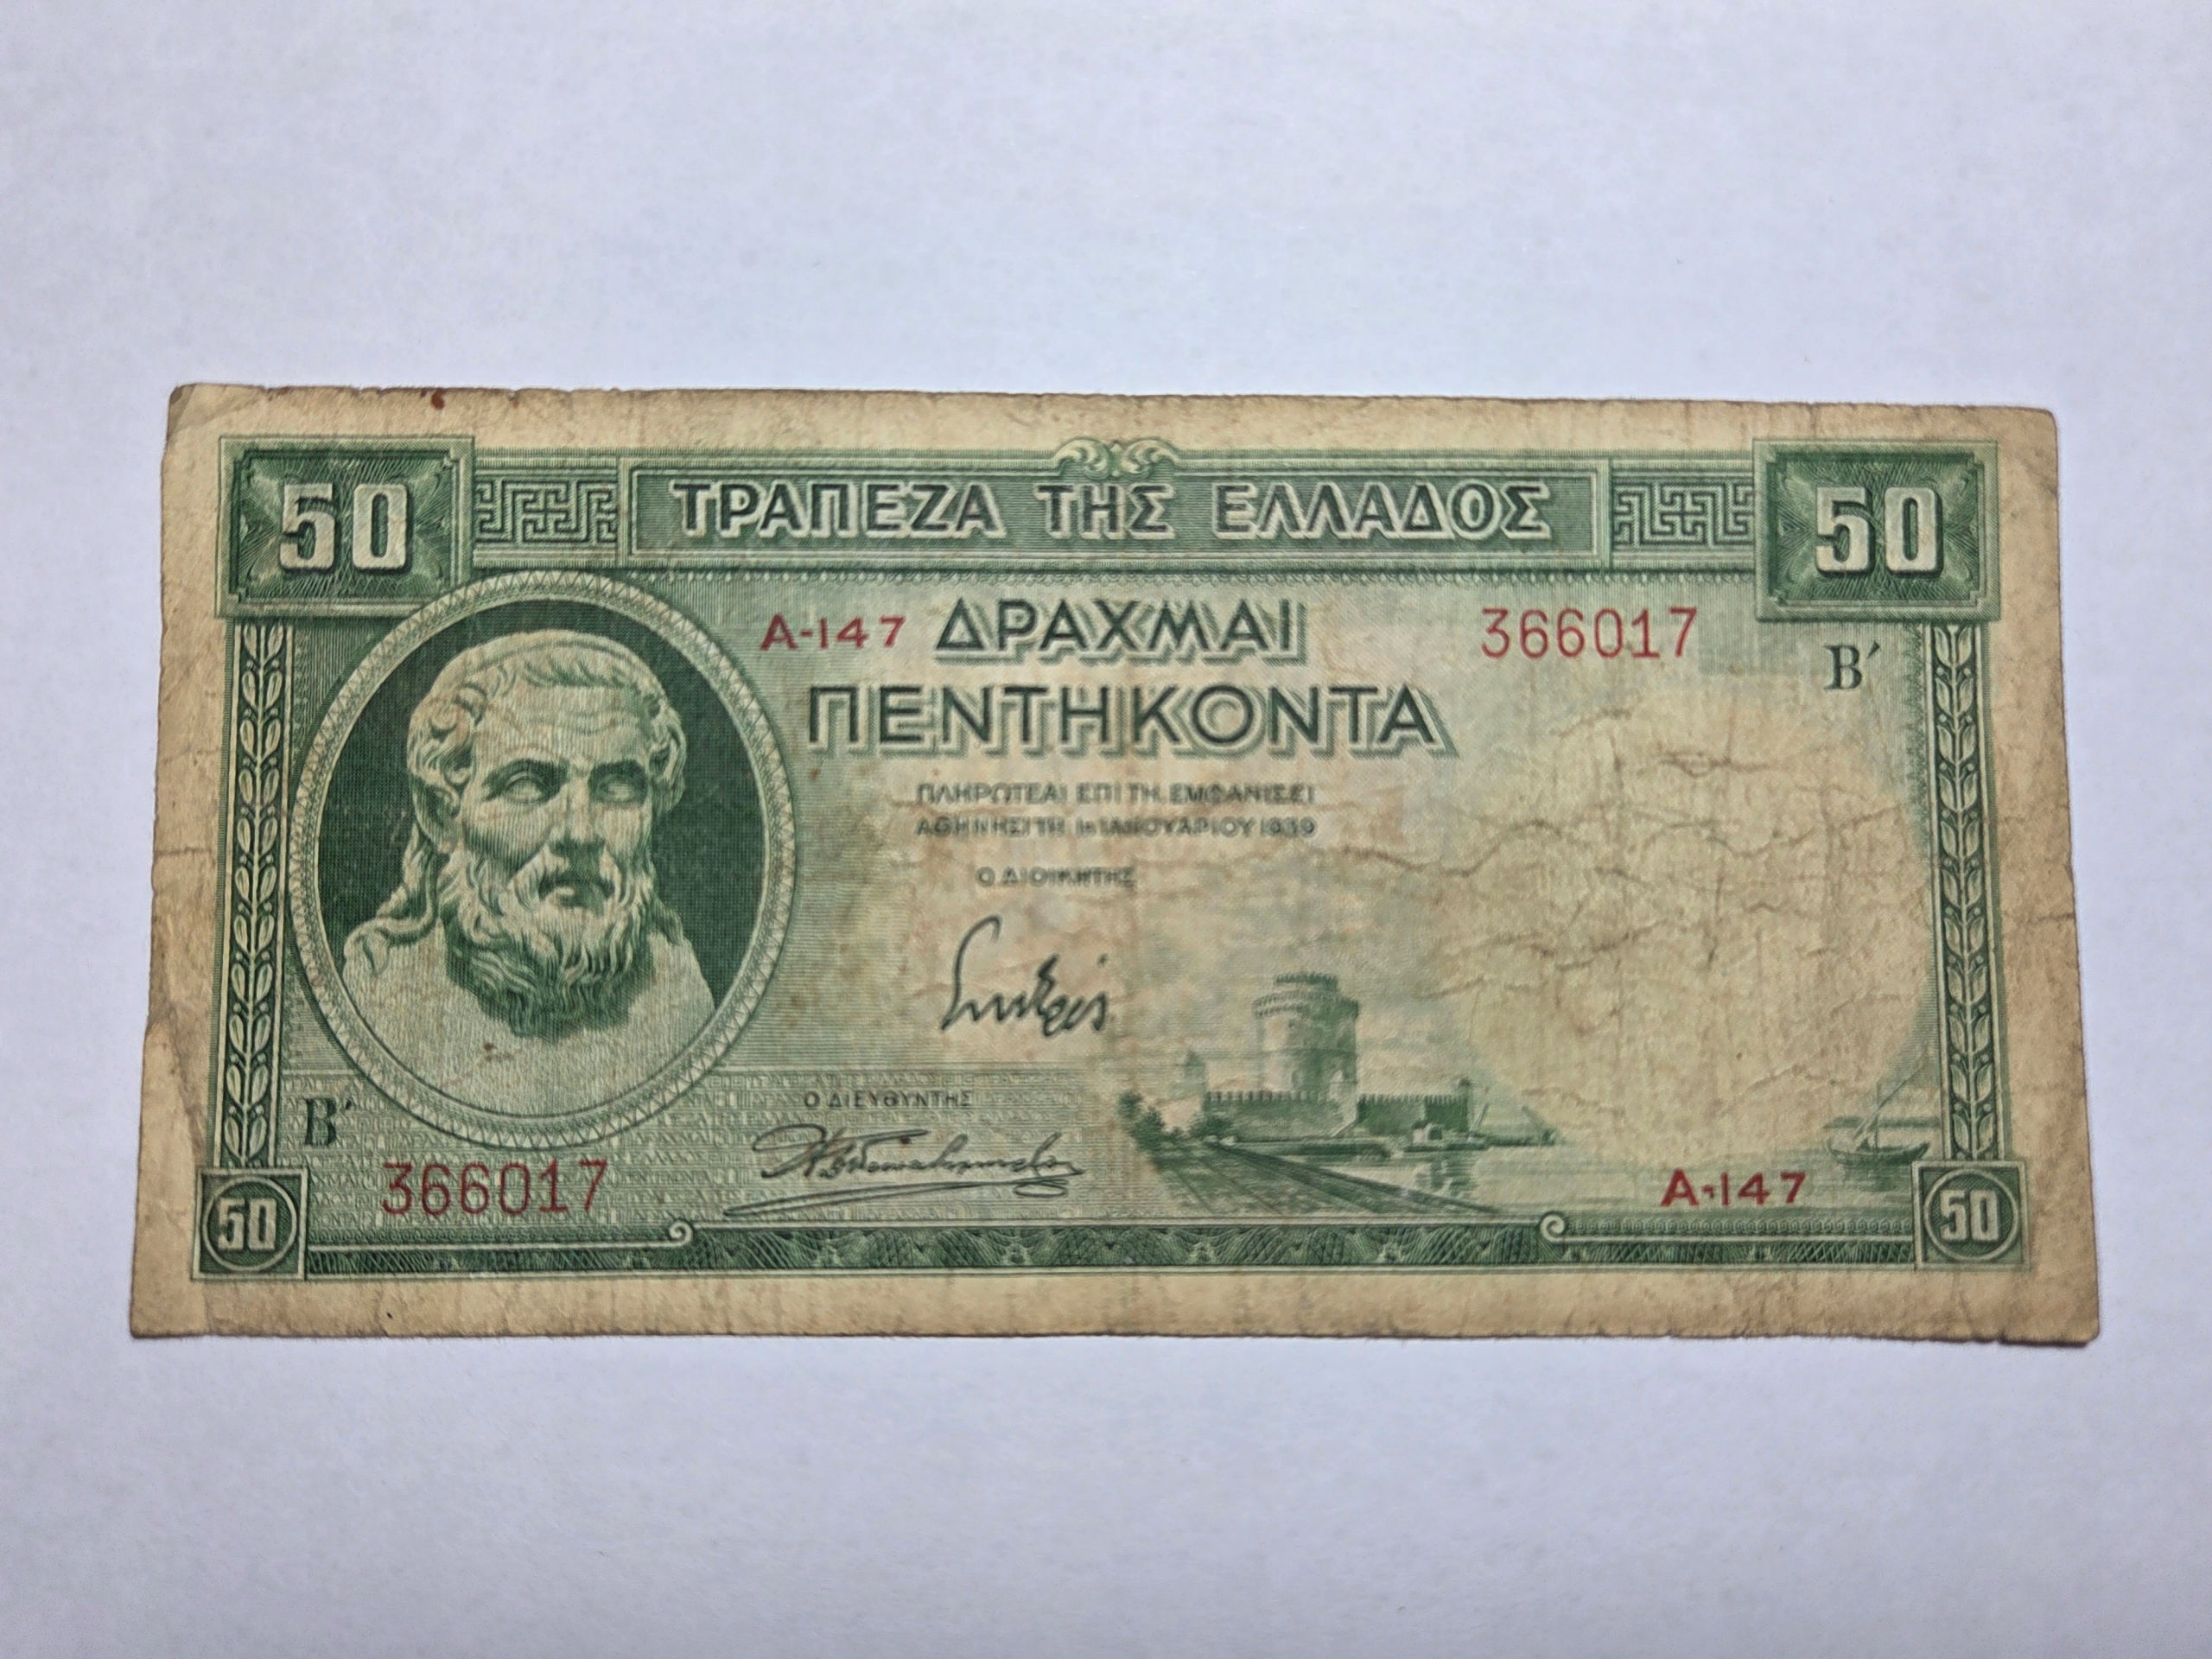 50 ΤΡΑΠΕΖΑ ΤΗΣ ΕΛΛΑΔΟΣ 50
Α-147 ΔΡΑΧΜΑΙ 366017
Β΄
ΠΕΝΤΗΚΟΝΤΑ
ΠΛΗΡΩΤΕΑΙ ΕΠΙ ΤΗ ΕΜΦΑΝΙΣΕΙ
ΑΘΗΝΗΣΙ ΤΗ 1Η ΙΑΝΟΥΑΡΙΟΥ 1939
Ο ΔΙΟΙΚΗΤΗΣ
Ο ΔΙΕΥΘΥΝΤΗΣ
Β΄
366017 Α-147
50 50